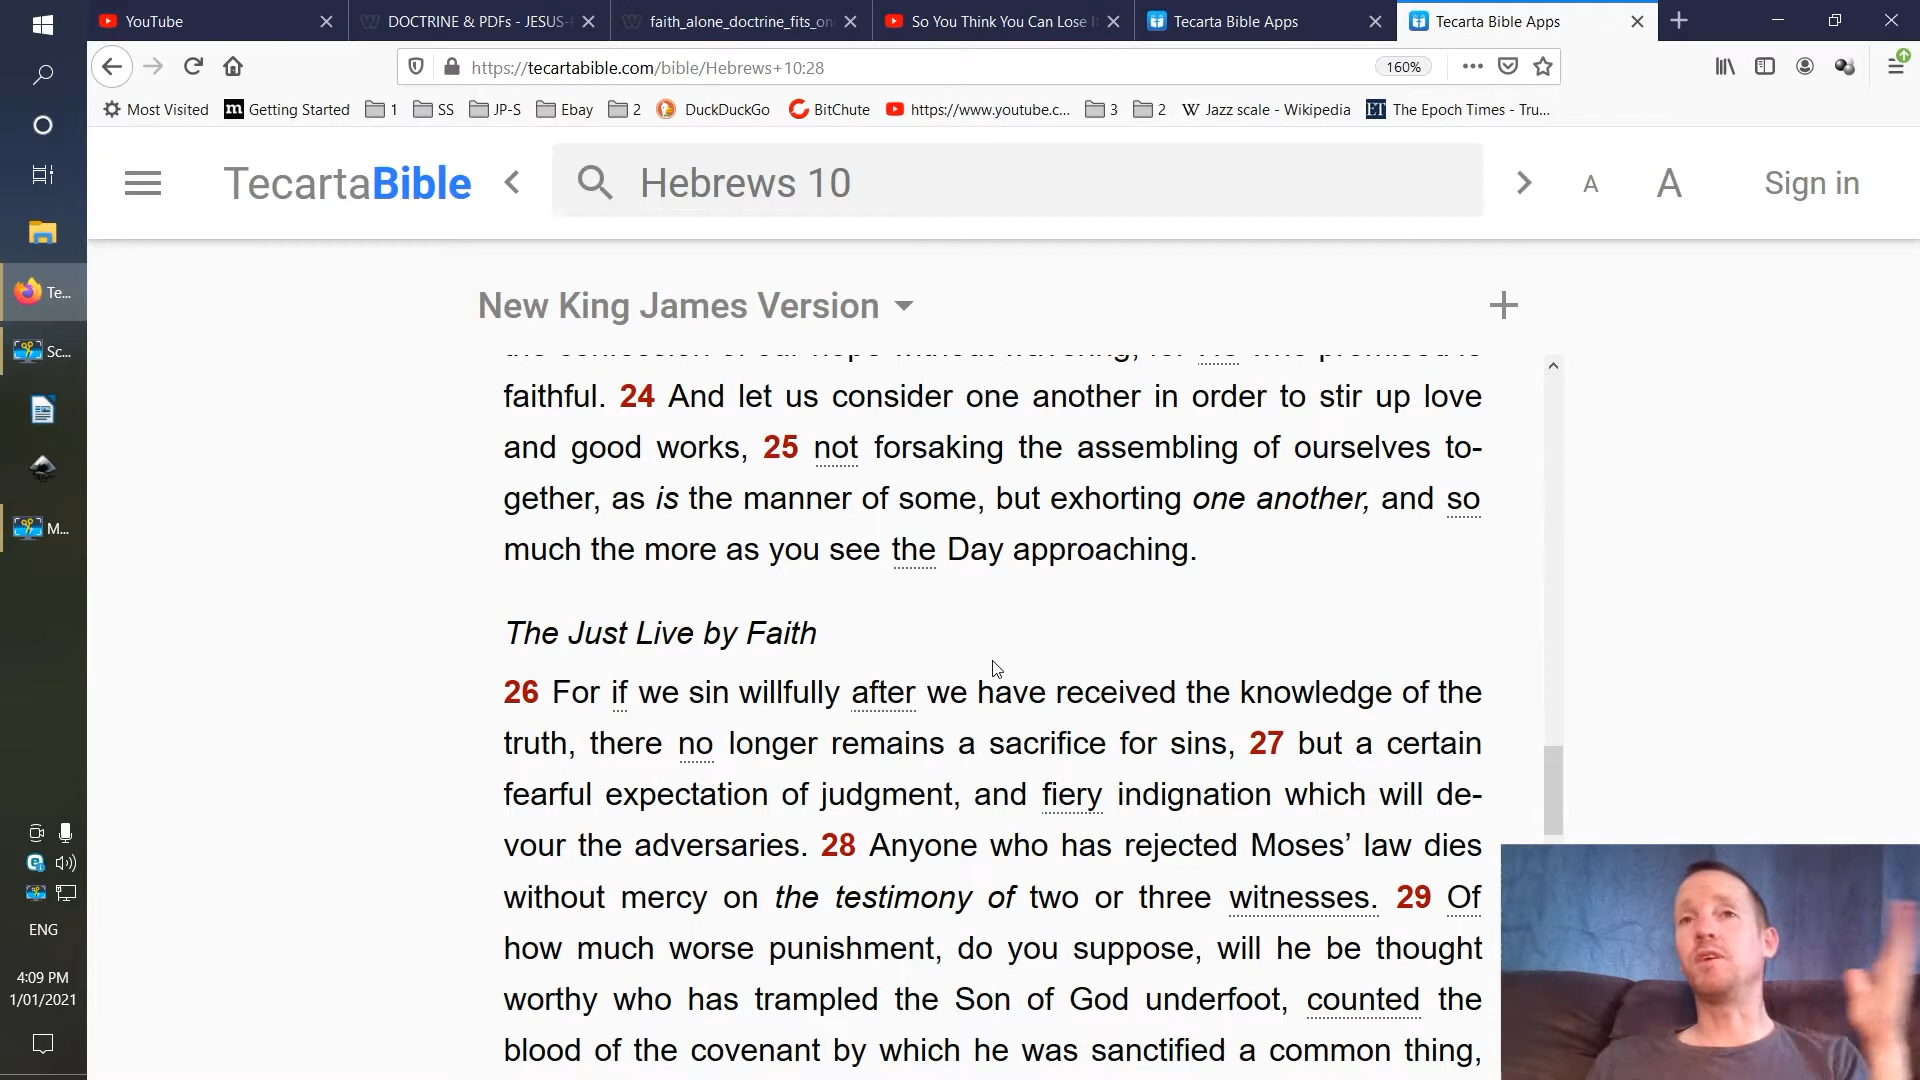 YouTube
DOCTRINE & PDFs - JESUS-
faith_alone_doctrine_fits_on
So You Think You Can Lose I
Tecarta Bible Apps
Tecarta Bible Apps
https://tecartabible.com/bible/Hebrews+10:28
160%
Most Visited
Getting Started
1
SS
JP-S
Ebay
2
DuckDuckGo
BitChute
https://www.youtube.c...
3
2
Jazz scale - Wikipedia
The Epoch Times - Tru...
TecartaBible
Hebrews 10
A
A
Sign in
Te...
Sc...
M...
New King James Version
faithful. 24 And let us consider one another in order to stir up love
and good works, 25 not forsaking the assembling of ourselves to-
gether, as is the manner of some, but exhorting one another, and so
much the more as you see the Day approaching.
The Just Live by Faith
26 For if we sin willfully after we have received the knowledge of the
truth, there no longer remains a sacrifice for sins, 27 but a certain
fearful expectation of judgment, and fiery indignation which will de-
vour the adversaries. 28 Anyone who has rejected Moses’ law dies
without mercy on the testimony of two or three witnesses. 29 Of
how much worse punishment, do you suppose, will he be thought
worthy who has trampled the Son of God underfoot, counted the
blood of the covenant by which he was sanctified a common thing,
ENG
4:09 PM
1/01/2021